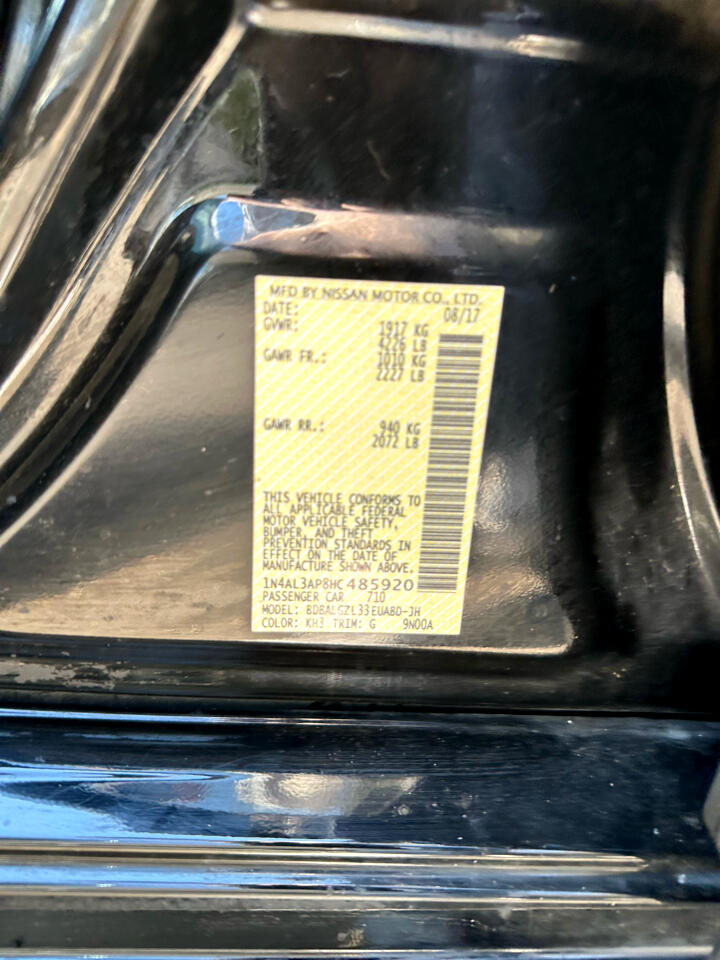 MFD BY NISSAN MOTOR CO., LTD.
DATE: 08/17
GVWR: 1917 KG
4226 LB
GAWR FR.: 1010 KG
2227 LB
GAWR RR.: 940 KG
2072 LB
THIS VEHICLE CONFORMS TO
ALL APPLICABLE FEDERAL
MOTOR VEHICLE SAFETY,
BUMPER, AND THEFT
PREVENTION STANDARDS IN
EFFECT ON THE DATE OF
MANUFACTURE SHOWN ABOVE.
1N4AL3AP8HC485920
PASSENGER CAR 710
MODEL:
COLOR: KH3 TRIM: G 9N00A